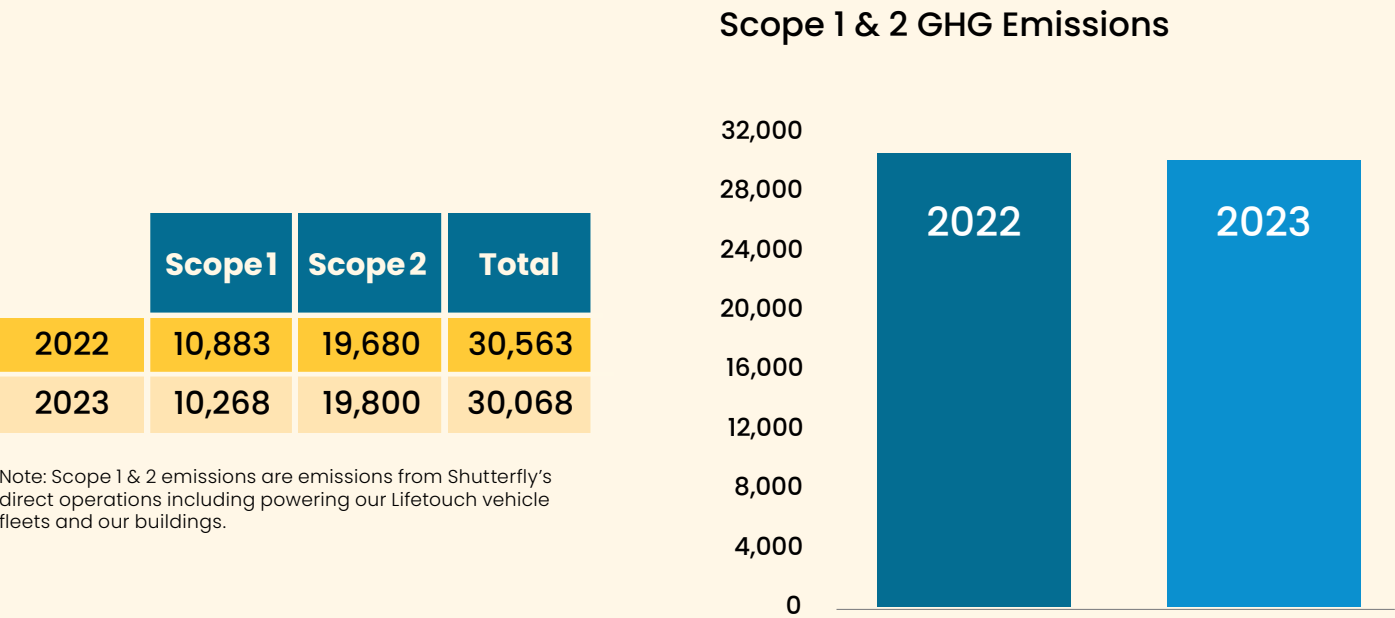 Scope 1 & 2 GHG Emissions
Scope 1 Scope 2 Total
2022 10,883 19,680 30,563
2023 10,268 19,800 30,068
Note: Scope 1 & 2 emissions are emissions from Shutterfly’s
direct operations including powering our Lifetouch vehicle
fleets and our buildings.
32,000
28,000
24,000
20,000
16,000
12,000
8,000
4,000
0
2022
2023